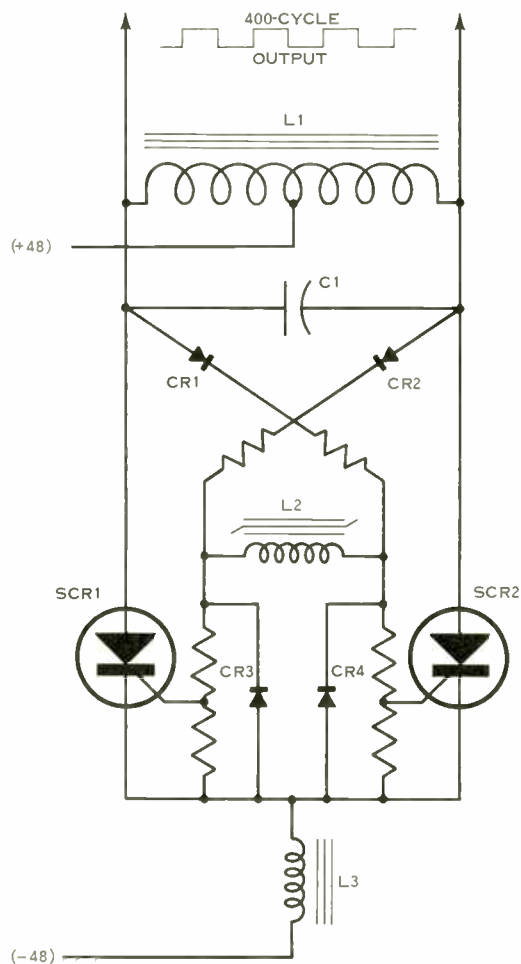 400-CYCLE
OUTPUT
L1
(+48)
C1
CR1
CR2
L2
SCR1
SCR2
CR3
CR4
L3
(-48)